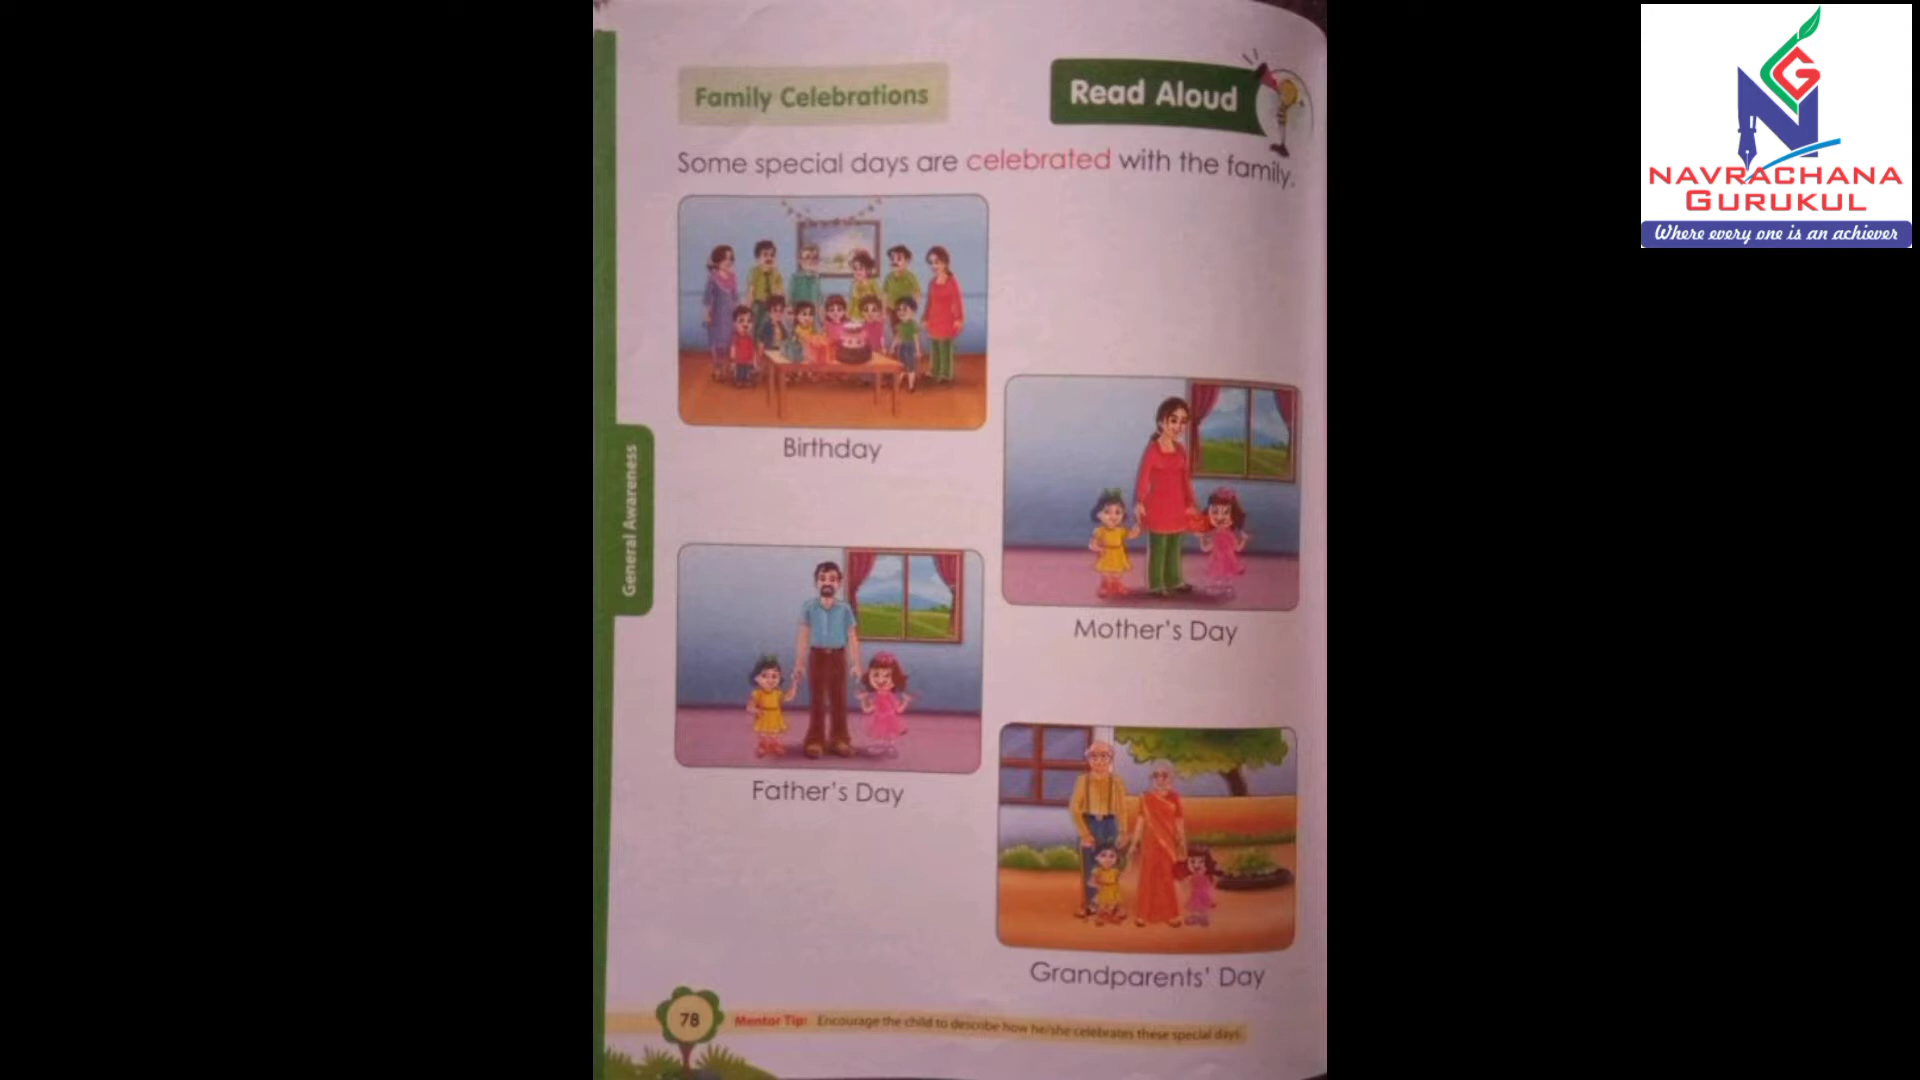 Family Celebrations
Read Aloud
Some special days are celebrated with the family.
Birthday
Mother's Day
Father's Day
Grandparents' Day
General Awareness
78
Mentor Tip: Encourage the child to describe how he/she celebrates these special days.
NG
NAVRACHANA
GURUKUL
Where every one is an achiever